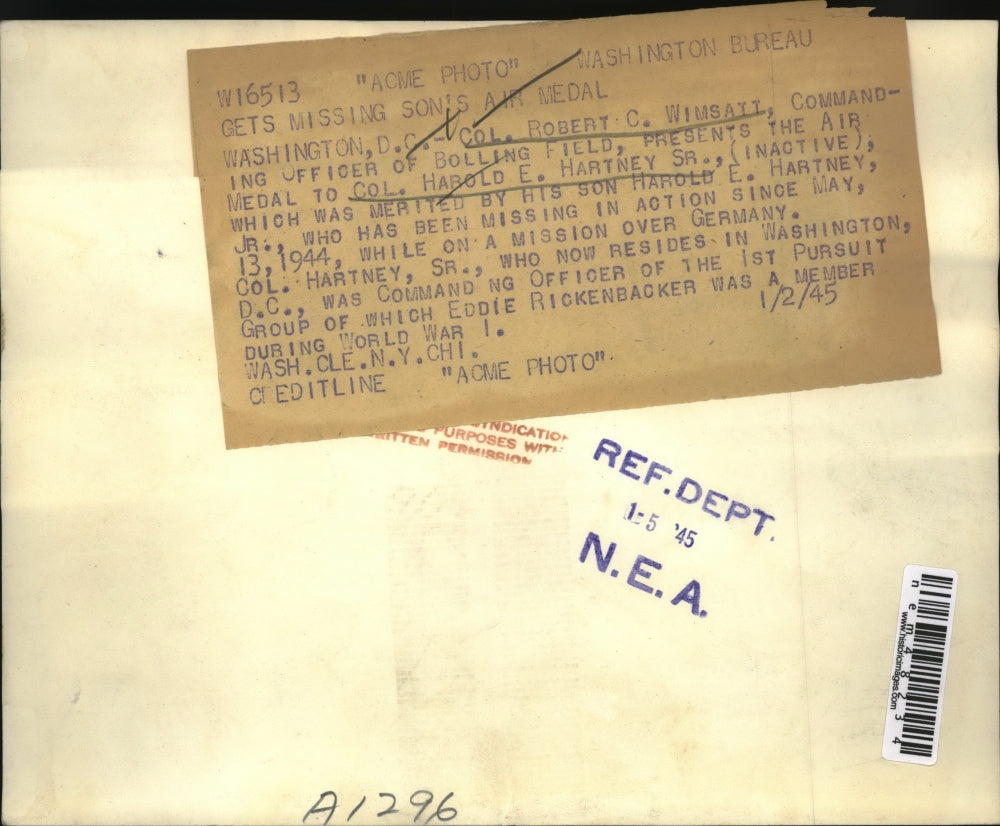 W16513 "ACME PHOTO" WASHINGTON BUREAU
GETS MISSING SON'S AIR MEDAL
WASHINGTON, D.C.- COL. ROBERT C. WIMSATT, COMMAND-
ING OFFICER OF BOLLING FIELD, PRESENTS THE AIR
MEDAL TO COL. HAROLD E. HARTNEY SR., (INACTIVE),
WHICH WAS MERITED BY HIS SON HAROLD E. HARTNEY,
JR., WHO HAS BEEN MISSING IN ACTION SINCE MAY,
13, 1944, WHILE ON A MISSION OVER GERMANY.
COL. HARTNEY, SR., WHO NOW RESIDES IN WASHINGTON,
D.C., WAS COMMAND NG OFFICER OF THE 1ST PURSUIT
GROUP OF WHICH EDDIE RICKENBACKER WAS A MEMBER
DURING WORLD WAR I. 1/2/45
WASH.CLE.N.Y.CHI.
CREDITLINE "ACME PHOTO"
PURPOSES WITH
PERMISSION
REF. DEPT.
1-5 '45
N.E.A.
nem48234
www.historicimages.com
A1296